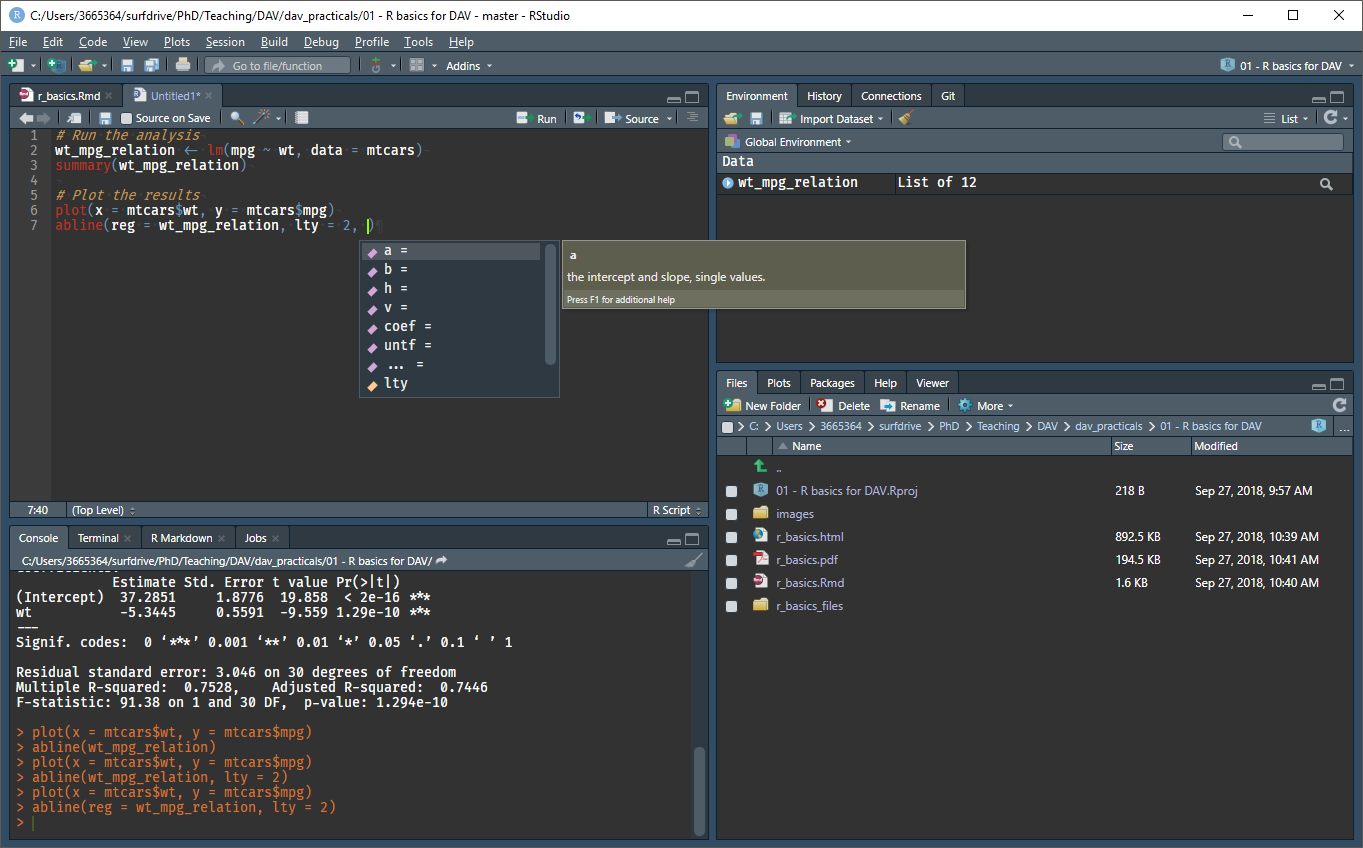 C:/Users/3665364/surfdrive/PhD/Teaching/DAV/dav_practicals/01 - R basics for DAV - master - RStudio
File Edit Code View Plots Session Build Debug Profile Tools Help
Go to file/function Addins 01 - R basics for DAV
r_basics.Rmd Untitled1*
Source on Save Run Source
1 # Run the analysis
2 wt_mpg_relation <- lm(mpg ~ wt, data = mtcars)
3 summary(wt_mpg_relation)
4
5 # Plot the results
6 plot(x = mtcars$wt, y = mtcars$mpg)
7 abline(reg = wt_mpg_relation, lty = 2, )
a =
b =
h =
v =
coef =
untf =
... =
lty
a
the intercept and slope, single values.
Press F1 for additional help
7:40 (Top Level) R Script
Console Terminal R Markdown Jobs
C:/Users/3665364/surfdrive/PhD/Teaching/DAV/dav_practicals/01 - R basics for DAV/
Estimate Std. Error t value Pr(>|t|)
(Intercept) 37.2851 1.8776 19.858 < 2e-16 ***
wt -5.3445 0.5591 -9.559 1.29e-10 ***
---
Signif. codes: 0 ‘***’ 0.001 ‘**’ 0.01 ‘*’ 0.05 ‘.’ 0.1 ‘ ’ 1
Residual standard error: 3.046 on 30 degrees of freedom
Multiple R-squared: 0.7528, Adjusted R-squared: 0.7446
F-statistic: 91.38 on 1 and 30 DF, p-value: 1.294e-10
> plot(x = mtcars$wt, y = mtcars$mpg)
> abline(wt_mpg_relation)
> plot(x = mtcars$wt, y = mtcars$mpg)
> abline(wt_mpg_relation, lty = 2)
> plot(x = mtcars$wt, y = mtcars$mpg)
> abline(reg = wt_mpg_relation, lty = 2)
>
Environment History Connections Git
Import Dataset List
Global Environment
Data
wt_mpg_relation List of 12
Files Plots Packages Help Viewer
New Folder Delete Rename More
C: > Users > 3665364 > surfdrive > PhD > Teaching > DAV > dav_practicals > 01 - R basics for DAV ...
Name Size Modified
..
01 - R basics for DAV.Rproj 218 B Sep 27, 2018, 9:57 AM
images
r_basics.html 892.5 KB Sep 27, 2018, 10:39 AM
r_basics.pdf 194.5 KB Sep 27, 2018, 10:41 AM
r_basics.Rmd 1.6 KB Sep 27, 2018, 10:40 AM
r_basics_files